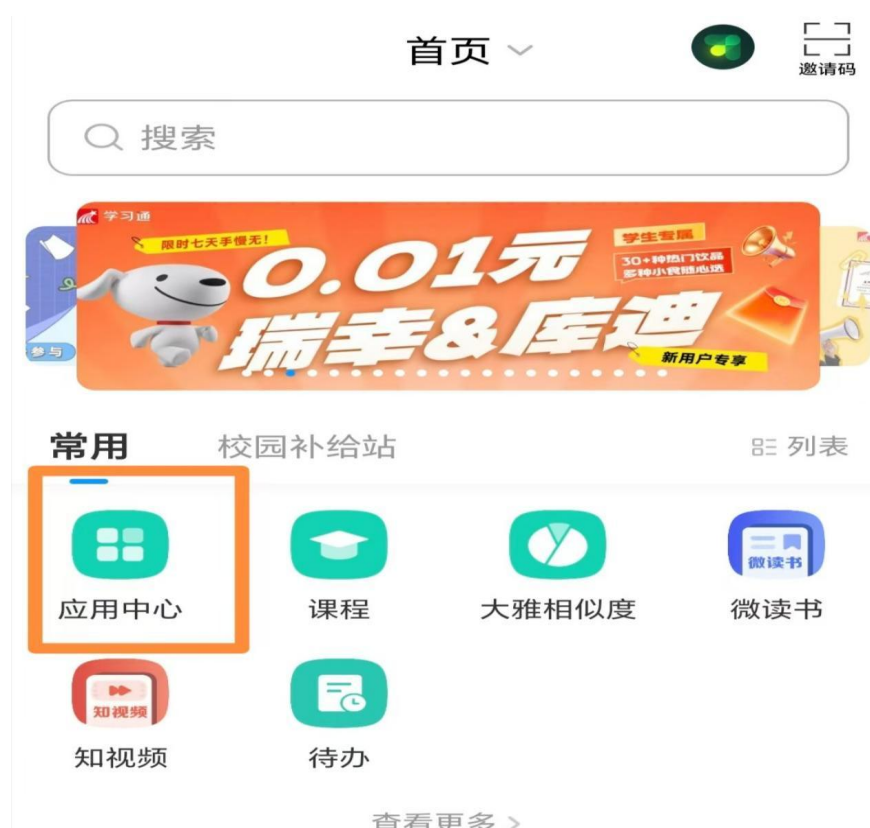 首页
邀请码
搜索
学习通
限时七天手慢无!
0.01元
瑞幸&库迪
学生专属
30+种热门饮品
多种小食随心选
新用户专享
参与
常用 校园补给站 列表
应用中心 课程 大雅相似度 微读书
微读书
知视频
知视频 待办
查看更多